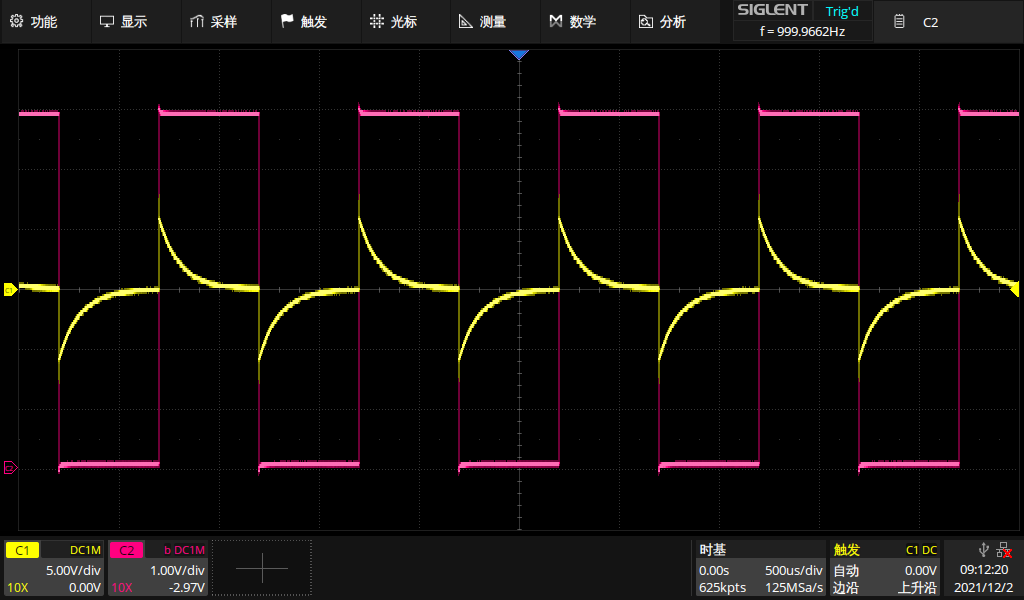 功能 显示 采样 触发 光标 测量 数学 分析 SIGLENT Trig'd C2
f = 999.9662Hz
C1
C2
C1 DC1M C2 b DC1M 时基 触发 C1 DC
5.00V/div 1.00V/div 0.00s 500us/div 自动 0.00V 09:12:20
10X 0.00V 10X -2.97V 625kpts 125MSa/s 边沿 上升沿 2021/12/2